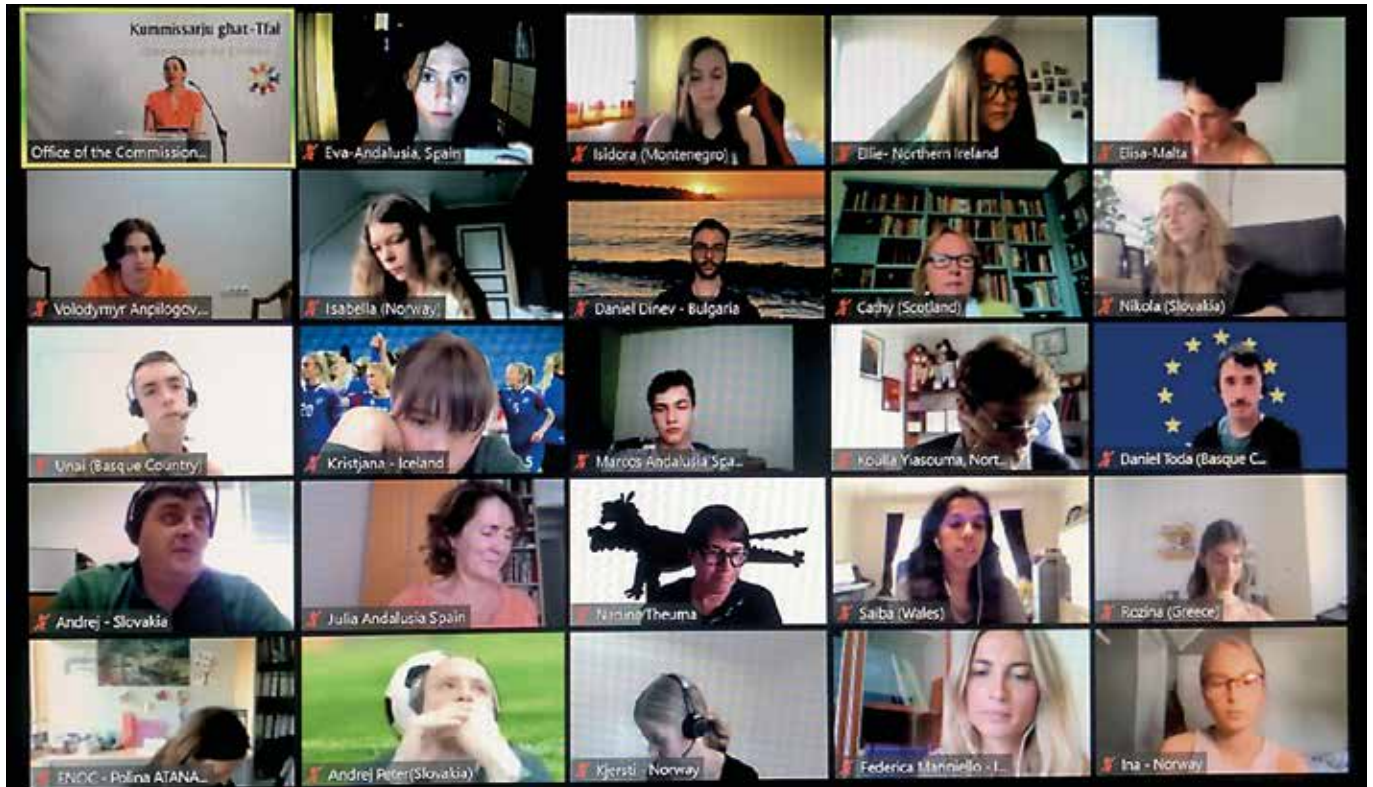 Kummissarju għat-Tfal
Office of the Commission...
Eva-Andalusia, Spain
Isidora (Montenegro)
Ellie- Northern Ireland
Elisa-Malta
Volodymyr Anpilogov...
Isabella (Norway)
Daniel Dinev - Bulgaria
Cathy (Scotland)
Nikola (Slovakia)
20
5
Unai (Basque Country)
Kristjana - Iceland
Marcos Andalusia Spa...
Koulla Yiasouma, Nort...
Daniel Toda (Basque C...
Andrej - Slovakia
Julia Andalusia Spain
Theuma
Saiba (Wales)
Rozina (Greece)
ENOC - Polina ATANA...
Andrej Peter(Slovakia)
Kjersti - Norway
Federica Manniello - I...
Ina - Norway